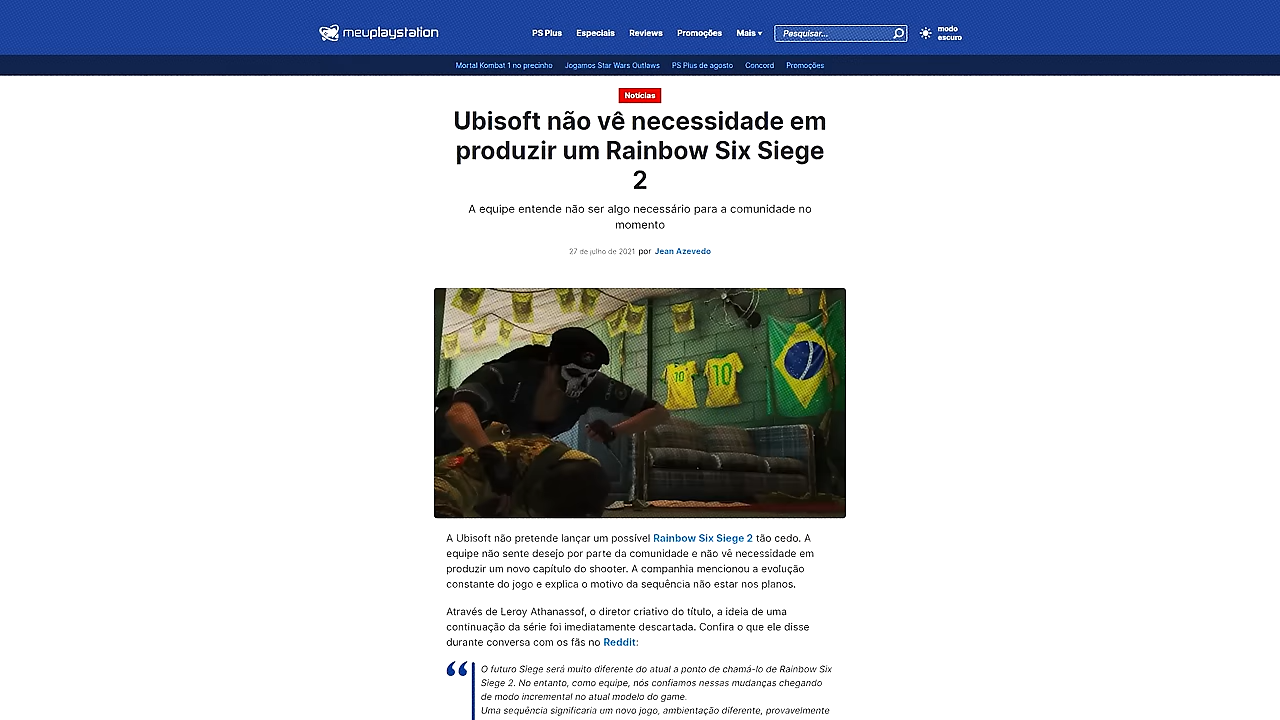 meuplaystation
PS Plus Especiais Reviews Promoções Mais Pesquisar... modo escuro
Mortal Kombat 1 no precinho Jogamos Star Wars Outlaws PS Plus de agosto Concord Promoções
Notícias
Ubisoft não vê necessidade em
produzir um Rainbow Six Siege
2
A equipe entende não ser algo necessário para a comunidade no
momento
27 de julho de 2021 por Jean Azevedo
10 10
A Ubisoft não pretende lançar um possível Rainbow Six Siege 2 tão cedo. A
equipe não sente desejo por parte da comunidade e não vê necessidade em
produzir um novo capítulo do shooter. A companhia mencionou a evolução
constante do jogo e explica o motivo da sequência não estar nos planos.
Através de Leroy Athanassof, o diretor criativo do título, a ideia de uma
continuação da série foi imediatamente descartada. Confira o que ele disse
durante conversa com os fãs no Reddit:
O futuro Siege será muito diferente do atual a ponto de chamá-lo de Rainbow Six
Siege 2. No entanto, como equipe, nós confiamos nessas mudanças chegando
de modo incremental no atual modelo do game.
Uma sequência significaria um novo jogo, ambientação diferente, provavelmente